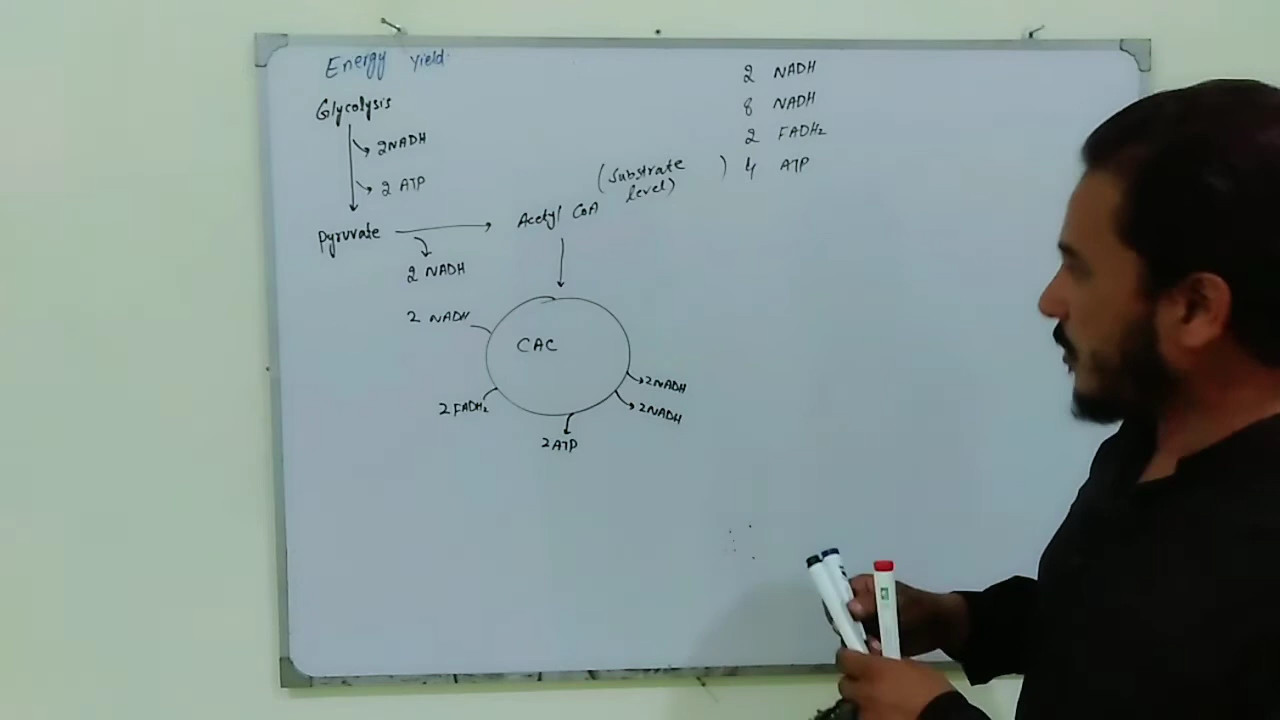 Energy Yield.
Glycolysis
2NADH
2 ATP
Pyruvate
2 NADH
Acetyl CoA
(Substrate level)
) 
2 NADH
8 NADH
2 FADH2
4 ATP
CAC
2 NADH
2 FADH2
2ATP
2NADH
2NADH